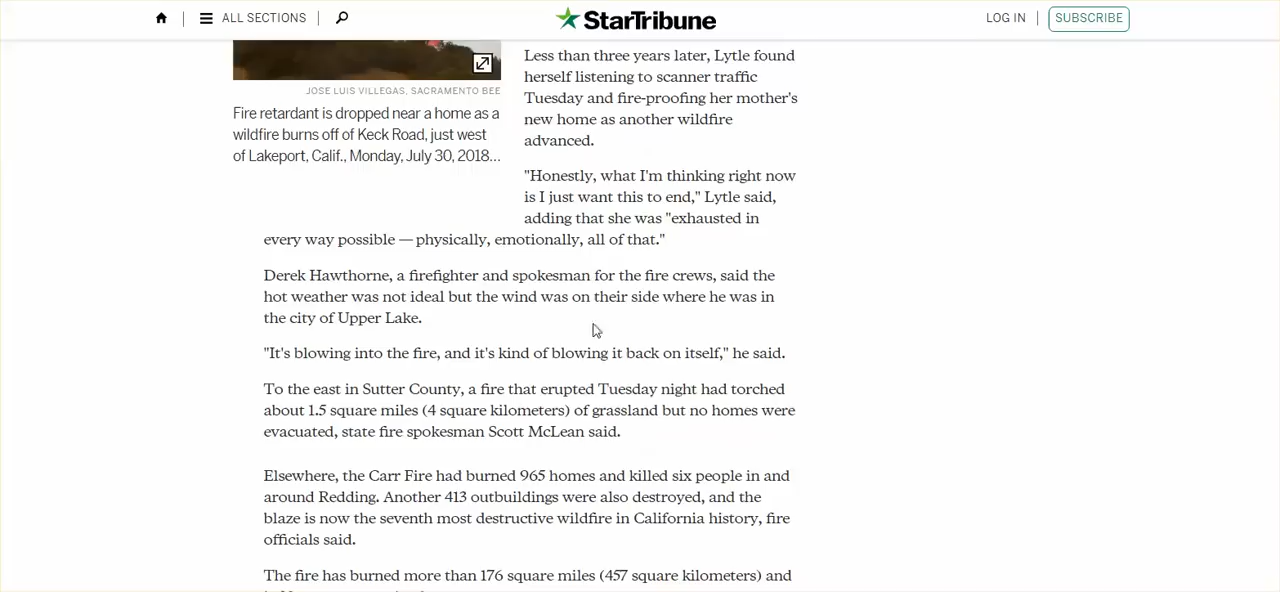 ALL SECTIONS
StarTribune
LOG IN
SUBSCRIBE
JOSE LUIS VILLEGAS, SACRAMENTO BEE
Fire retardant is dropped near a home as a
wildfire burns off of Keck Road, just west
of Lakeport, Calif., Monday, July 30, 2018...
Less than three years later, Lytle found
herself listening to scanner traffic
Tuesday and fire-proofing her mother's
new home as another wildfire
advanced.
"Honestly, what I'm thinking right now
is I just want this to end," Lytle said,
adding that she was "exhausted in
every way possible — physically, emotionally, all of that."
Derek Hawthorne, a firefighter and spokesman for the fire crews, said the
hot weather was not ideal but the wind was on their side where he was in
the city of Upper Lake.
"It's blowing into the fire, and it's kind of blowing it back on itself," he said.
To the east in Sutter County, a fire that erupted Tuesday night had torched
about 1.5 square miles (4 square kilometers) of grassland but no homes were
evacuated, state fire spokesman Scott McLean said.
Elsewhere, the Carr Fire had burned 965 homes and killed six people in and
around Redding. Another 413 outbuildings were also destroyed, and the
blaze is now the seventh most destructive wildfire in California history, fire
officials said.
The fire has burned more than 176 square miles (457 square kilometers) and